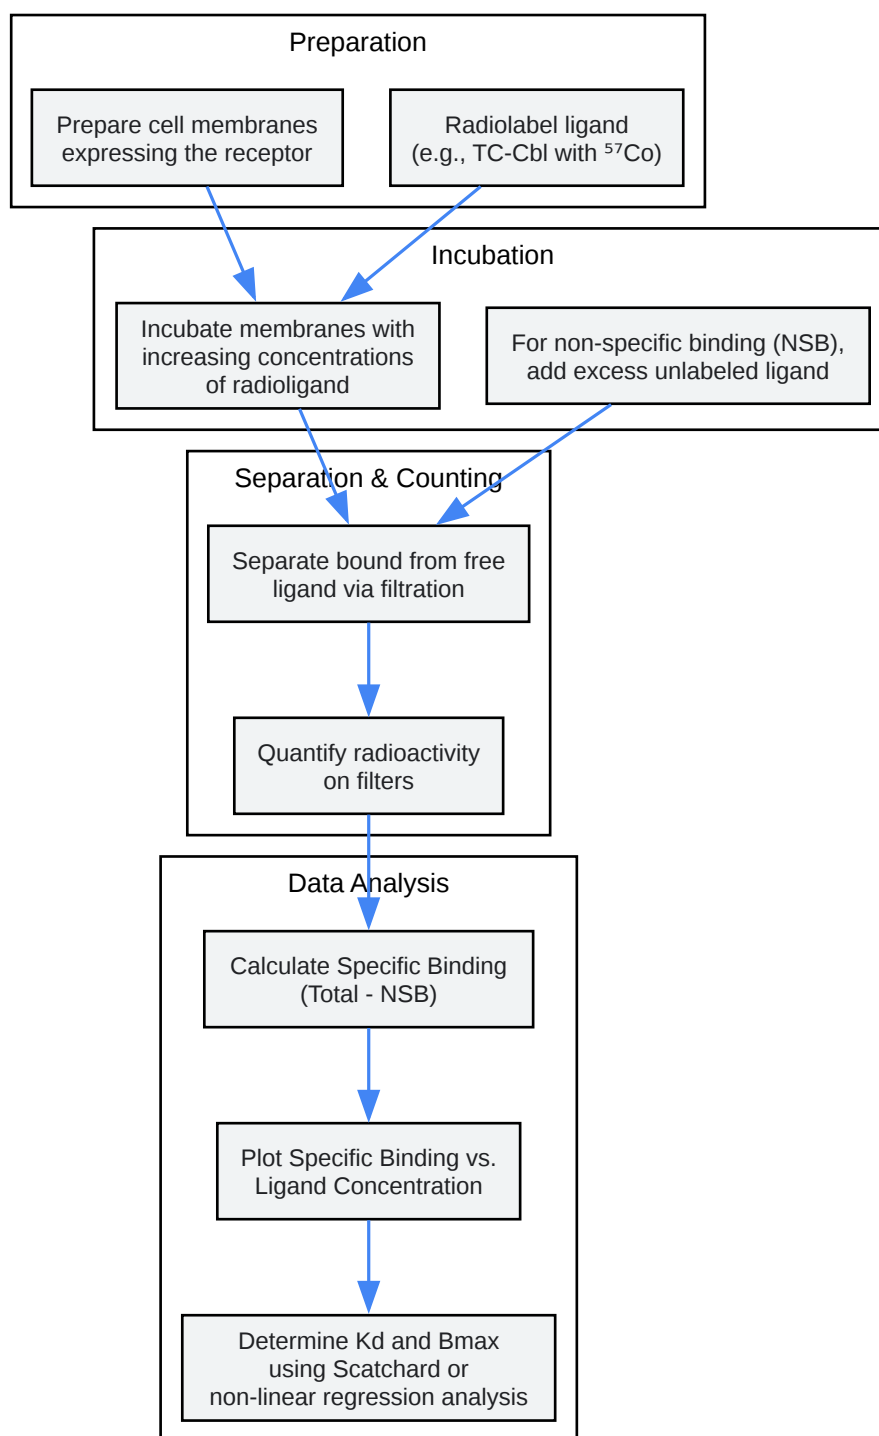 Preparation
Prepare cell membranes
expressing the receptor
Radiolabel ligand
(e.g., TC-Cbl with ⁵⁷Co)
Incubation
Incubate membranes with
increasing concentrations
of radioligand
For non-specific binding (NSB),
add excess unlabeled ligand
Separation & Counting
Separate bound from free
ligand via filtration
Quantify radioactivity
on filters
Data Analysis
Calculate Specific Binding
(Total - NSB)
Plot Specific Binding vs.
Ligand Concentration
Determine Kd and Bmax
using Scatchard or
non-linear regression analysis